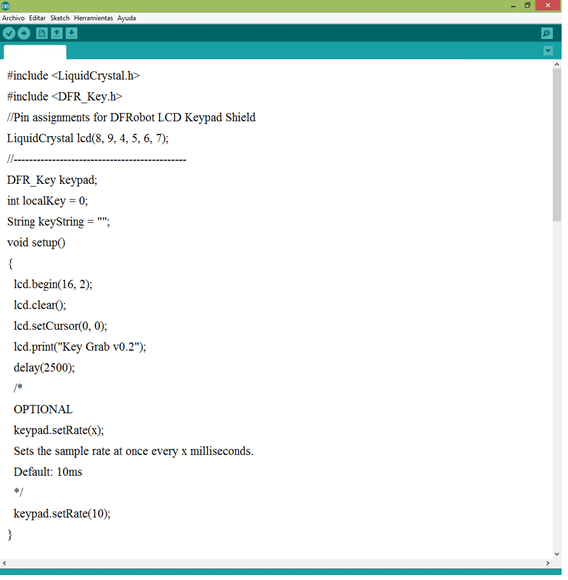 Archivo Editar Sketch Herramientas Ayuda
#include <LiquidCrystal.h>
#include <DFR_Key.h>
//Pin assignments for DFRobot LCD Keypad Shield
LiquidCrystal lcd(8, 9, 4, 5, 6, 7);
//---------------------------------------------
DFR_Key keypad;
int localKey = 0;
String keyString = "";
void setup()
{
lcd.begin(16, 2);
lcd.clear();
lcd.setCursor(0, 0);
lcd.print("Key Grab v0.2");
delay(2500);
/*
OPTIONAL
keypad.setRate(x);
Sets the sample rate at once every x milliseconds.
Default: 10ms
*/
keypad.setRate(10);
}